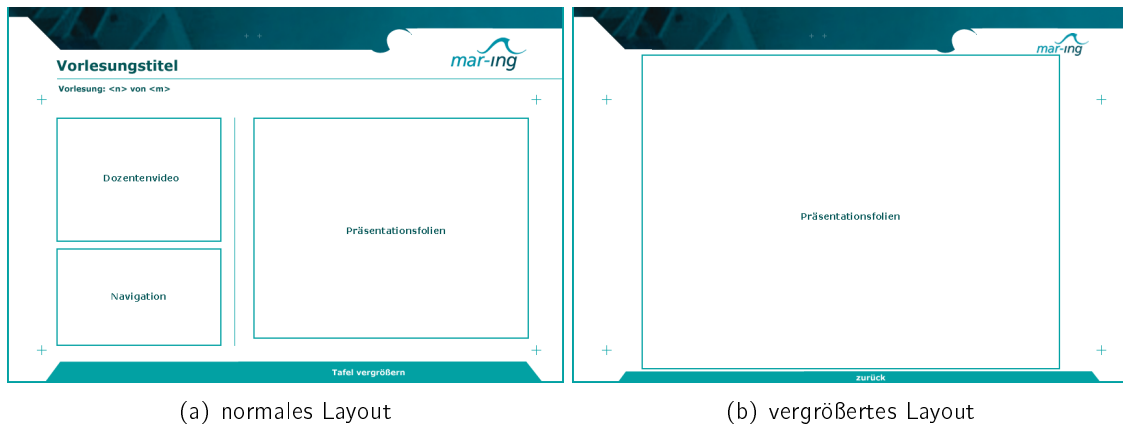 mar-ing
Vorlesungstitel
Vorlesung: <n> von <m>
Dozentenvideo
Präsentationsfolien
Navigation
Tafel vergrößern
(a) normales Layout
mar-ing
Präsentationsfolien
zurück
(b) vergrößertes Layout